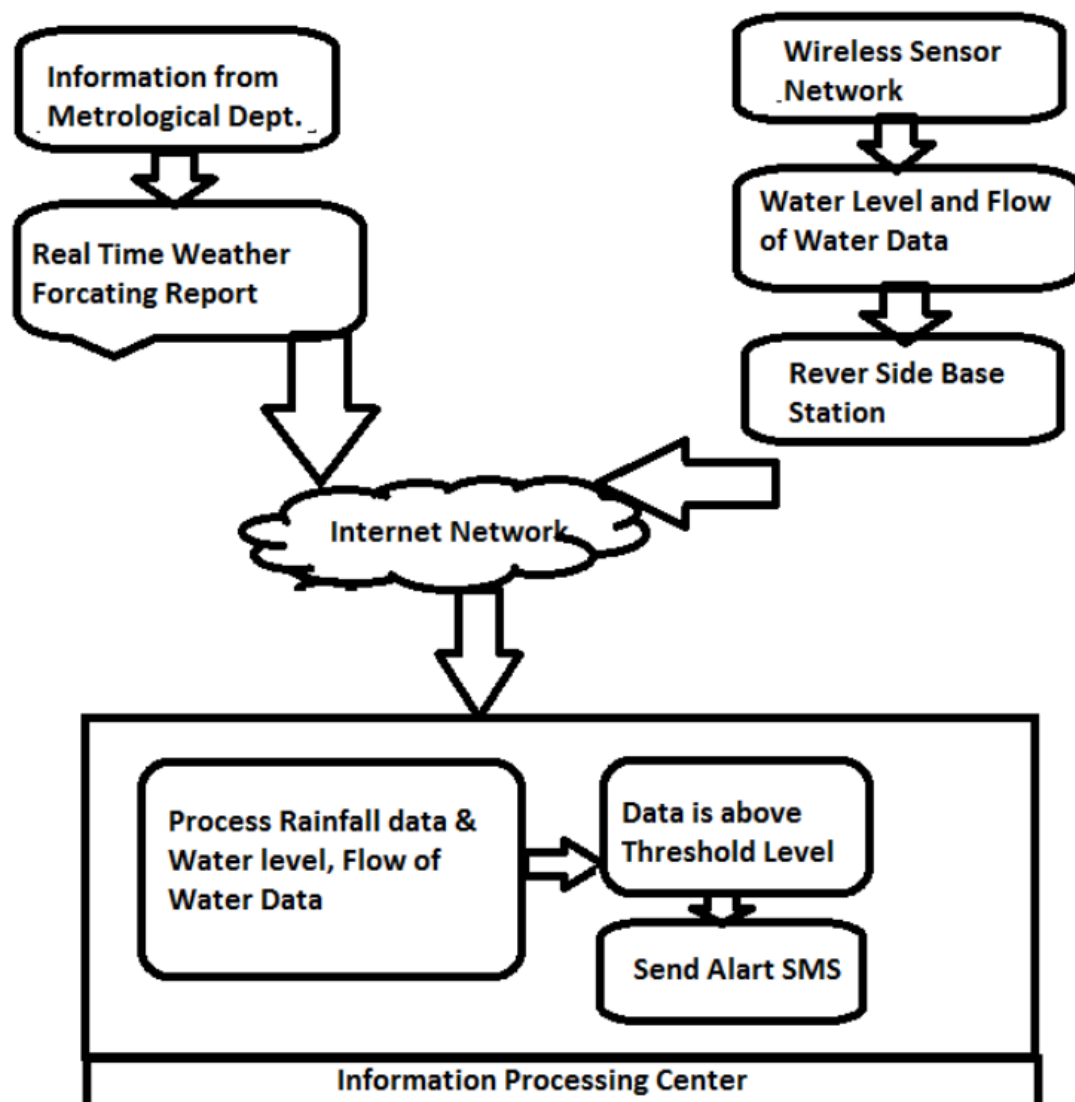 Information from
Metrological Dept.
Real Time Weather
Forcating Report
Wireless Sensor
Network
Water Level and Flow
of Water Data
Rever Side Base
Station
Internet Network
Process Rainfall data &
Water level, Flow of
Water Data
Data is above
Threshold Level
Send Alart SMS
Information Processing Center